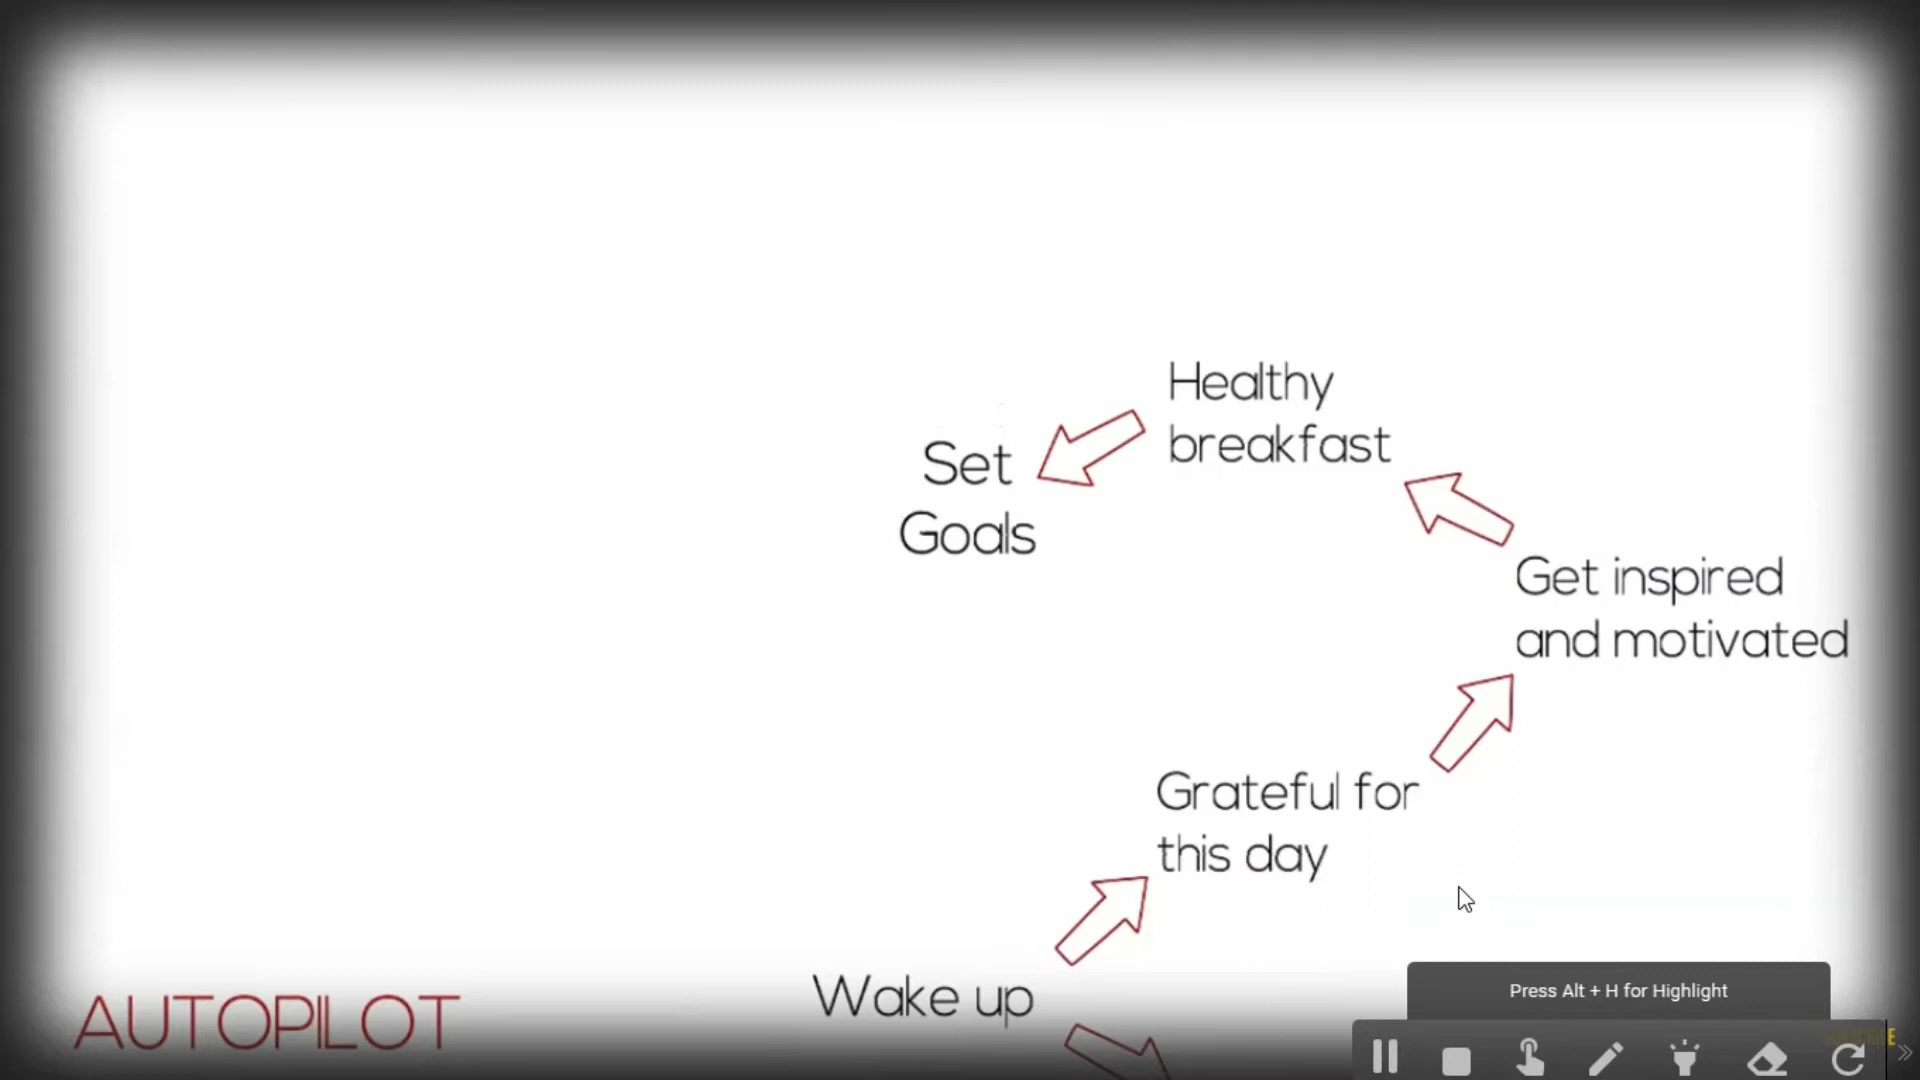 Healthy
breakfast
Set
Goals
Get inspired
and motivated
Grateful for
this day
Wake up
AUTOPILOT
Press Alt + H for Highlight